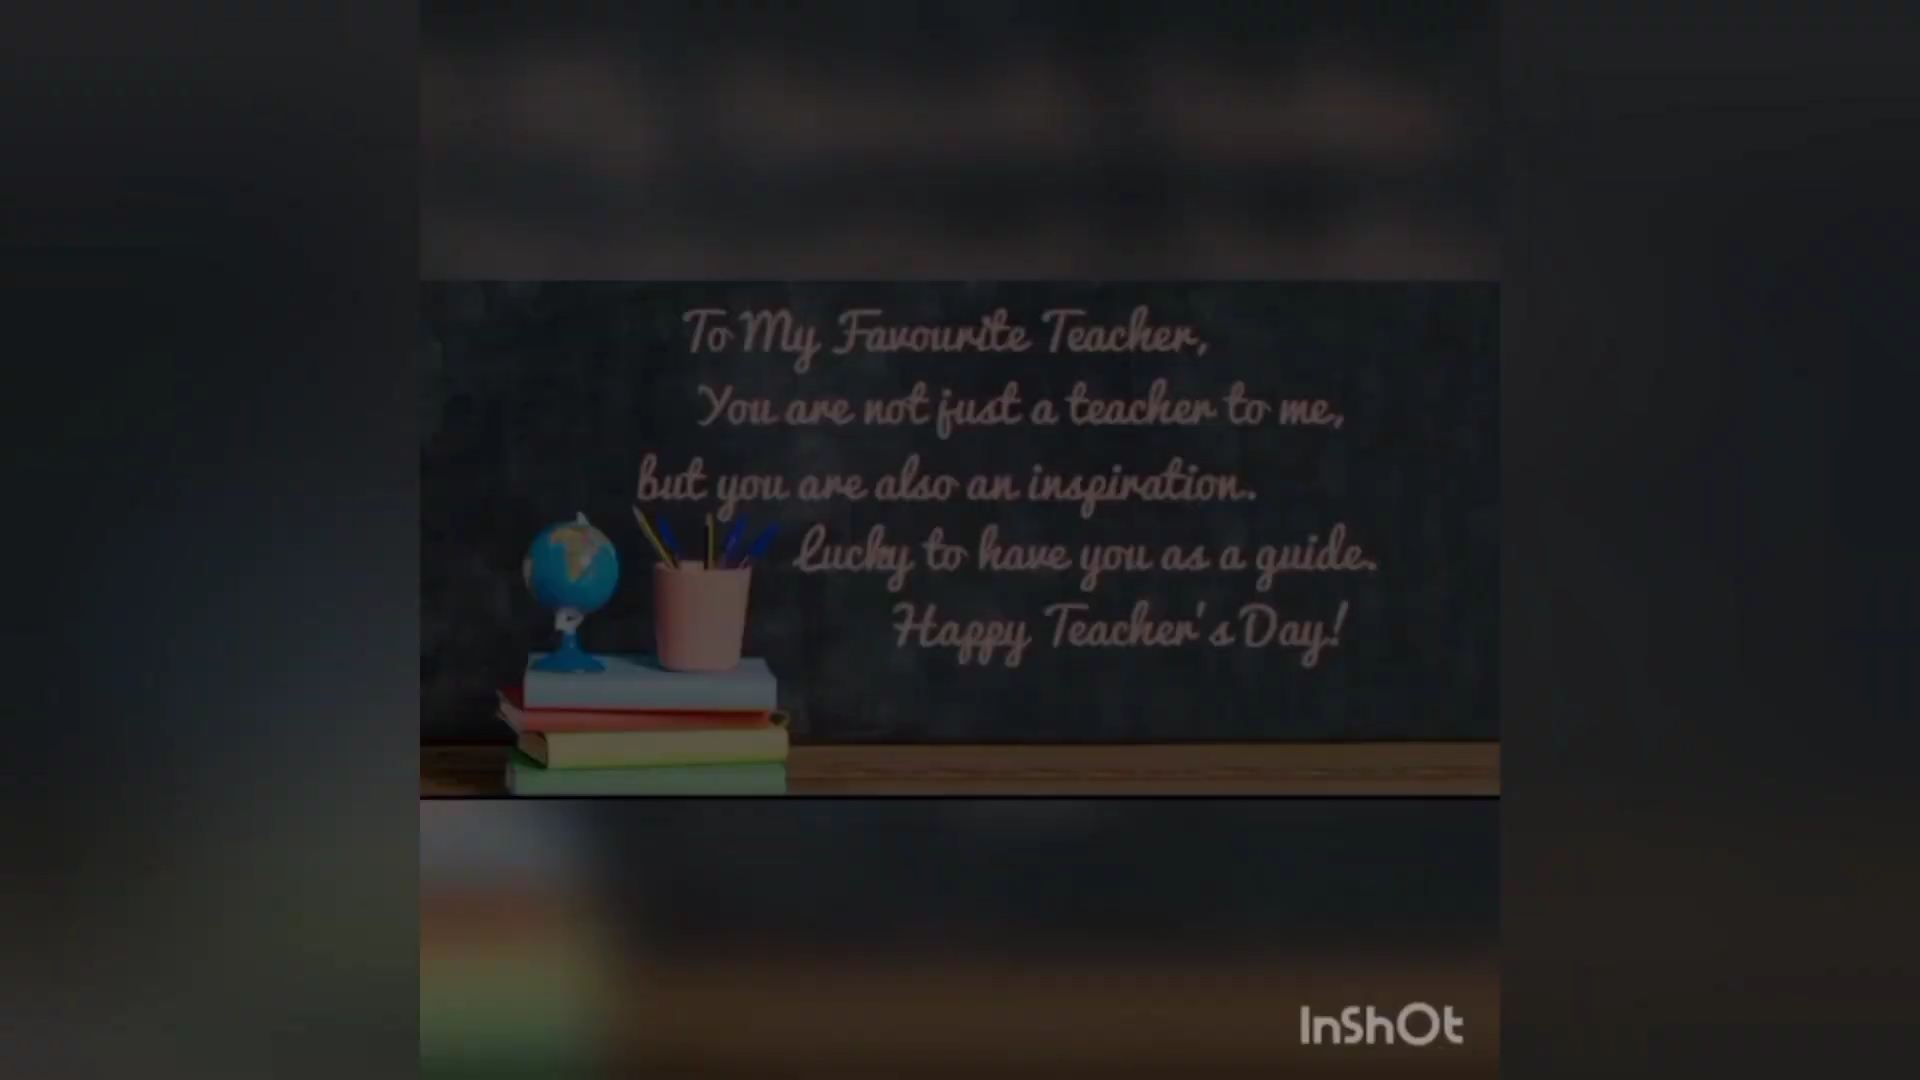 To My Favourite Teacher,
You are not just a teacher to me,
but you are also an inspiration.
Lucky to have you as a guide.
Happy Teacher's Day!
InShOt